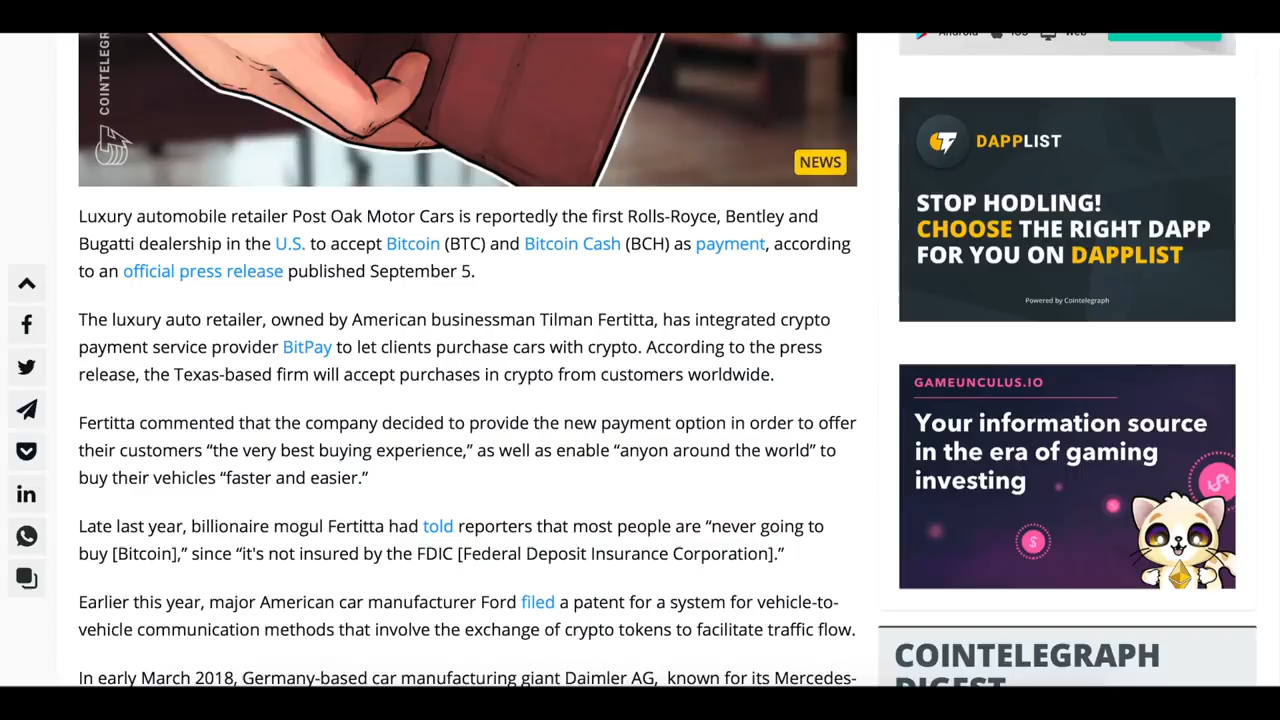 COINTELEGR
NEWS
Luxury automobile retailer Post Oak Motor Cars is reportedly the first Rolls-Royce, Bentley and
Bugatti dealership in the U.S. to accept Bitcoin (BTC) and Bitcoin Cash (BCH) as payment, according
to an official press release published September 5.
The luxury auto retailer, owned by American businessman Tilman Fertitta, has integrated crypto
payment service provider BitPay to let clients purchase cars with crypto. According to the press
release, the Texas-based firm will accept purchases in crypto from customers worldwide.
Fertitta commented that the company decided to provide the new payment option in order to offer
their customers “the very best buying experience,” as well as enable “anyon around the world” to
buy their vehicles “faster and easier.”
Late last year, billionaire mogul Fertitta had told reporters that most people are “never going to
buy [Bitcoin],” since “it's not insured by the FDIC [Federal Deposit Insurance Corporation].”
Earlier this year, major American car manufacturer Ford filed a patent for a system for vehicle-to-
vehicle communication methods that involve the exchange of crypto tokens to facilitate traffic flow.
In early March 2018, Germany-based car manufacturing giant Daimler AG, known for its Mercedes-
Android iOS Web
DAPPLIST
STOP HODLING!
CHOOSE THE RIGHT DAPP
FOR YOU ON DAPPLIST
Powered by Cointelegraph
GAMEUNCULUS.IO
Your information source
in the era of gaming
investing
COINTELEGRAPH
DIGEST